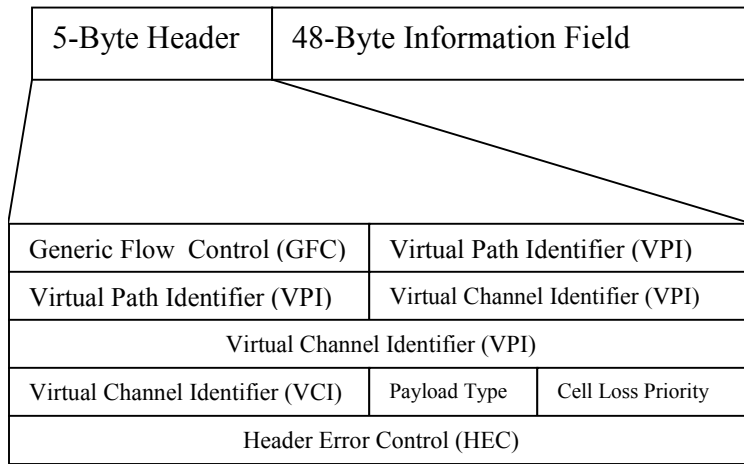 5-Byte Header 48-Byte Information Field
Generic Flow Control (GFC) Virtual Path Identifier (VPI)
Virtual Path Identifier (VPI) Virtual Channel Identifier (VPI)
Virtual Channel Identifier (VPI)
Virtual Channel Identifier (VCI) Payload Type Cell Loss Priority
Header Error Control (HEC)